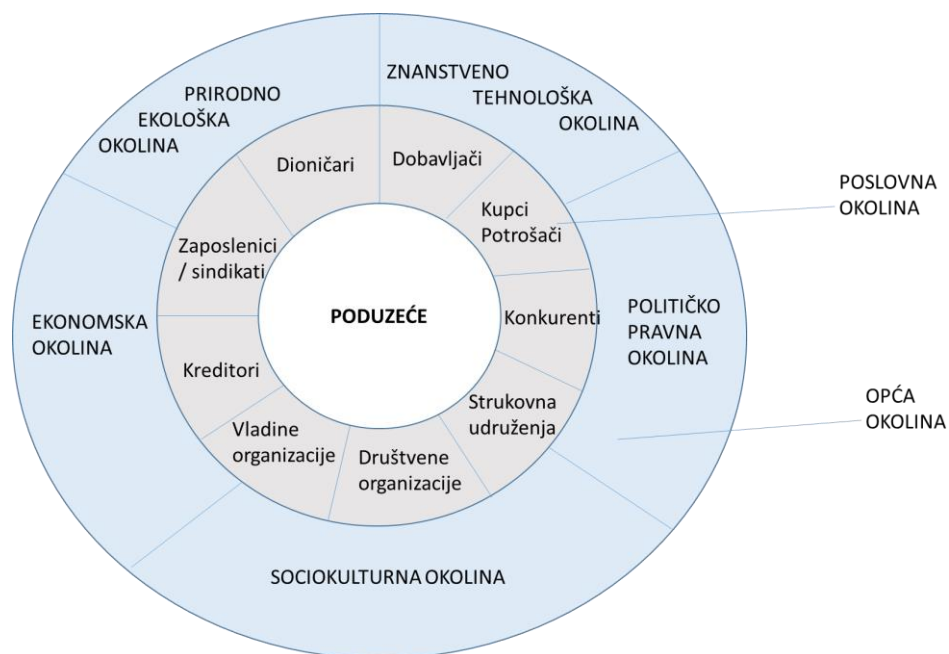 ZNANSTVENO
TEHNOLOŠKA
OKOLINA
PRIRODNO
EKOLOŠKA
OKOLINA
Dioničari
Dobavljači
Kupci
Potrošači
POSLOVNA
OKOLINA
Zaposlenici
/ sindikati
EKONOMSKA
OKOLINA
PODUZEĆE
Konkurenti
POLITIČKO
PRAVNA
OKOLINA
Kreditori
Strukovna
udruženja
OPĆA
OKOLINA
Vladine
organizacije
Društvene
organizacije
SOCIOKULTURNA OKOLINA